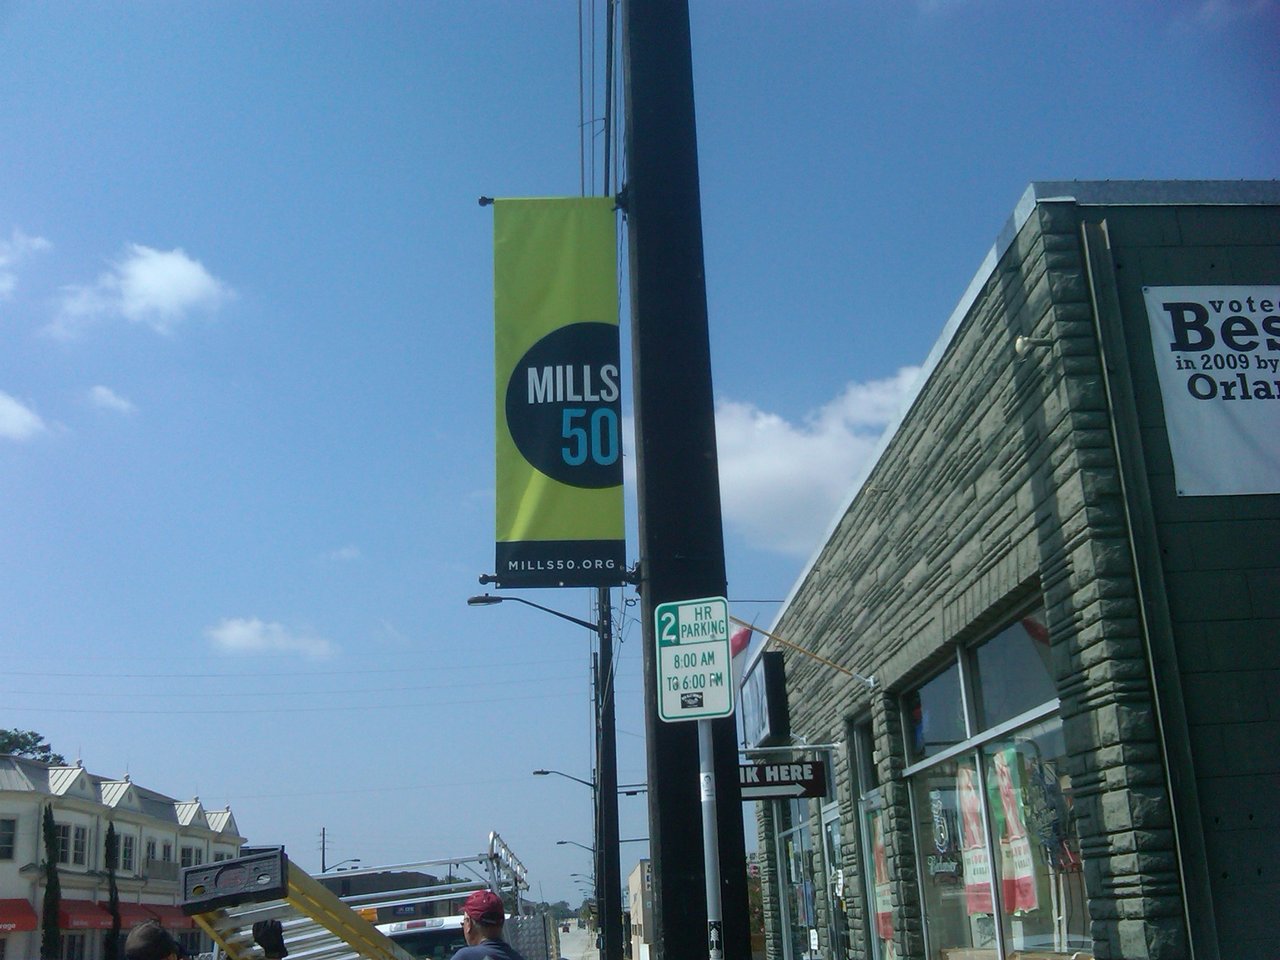 MILLS
50
MILLS50.ORG
2 HR
PARKING
8:00 AM
TO 6:00 PM
HERE
vote
Bes
in 2009 by
Orla